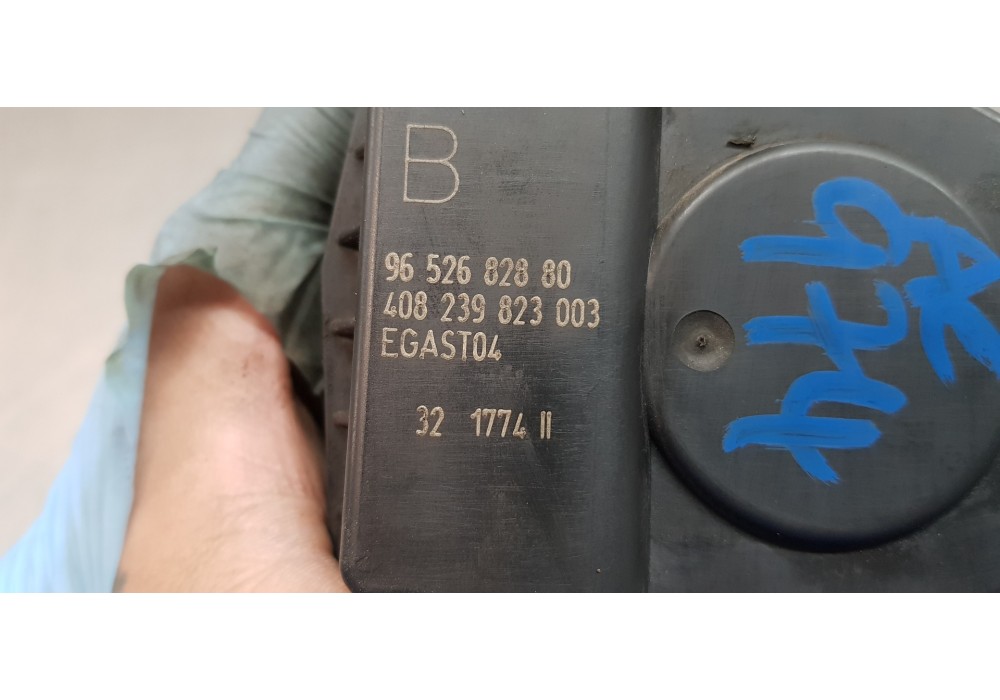 B
96 526 828 80
408 239 823 003
EGAST04
32 1774 II